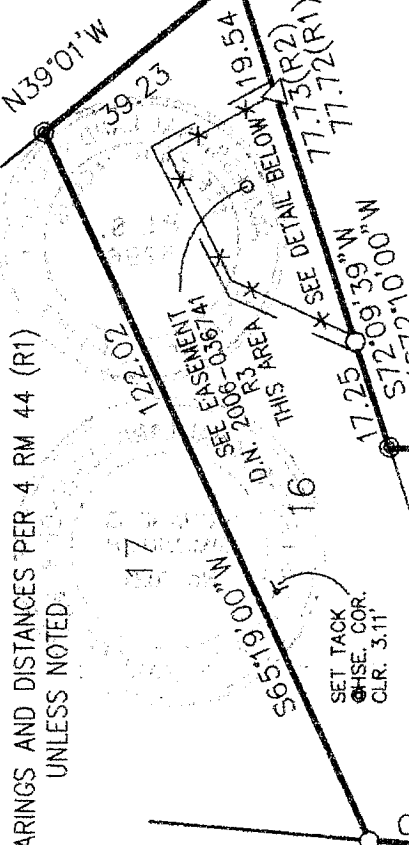 N39°01'W
39.23
19.54
77.73(R2)
77.72(R1)
ARINGS AND DISTANCES PER 4 RM 44 (R1)
UNLESS NOTED
122.02
SEE EASEMENT
D.N. 2006-036741
R3
THIS AREA
* SEE DETAIL BELOW
17
16
17.25
S72°09'39"W
S72°10'00"W
S65°19'00"W
SET TACK
@HSE. COR.
CLR. 3.11'